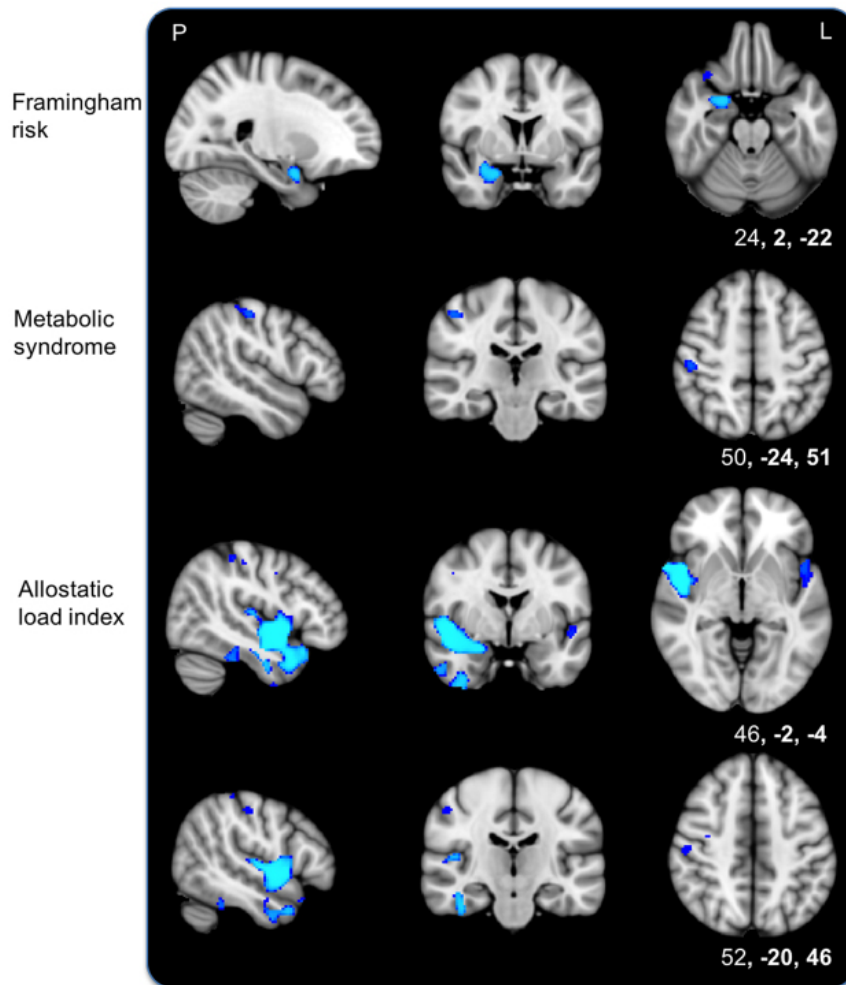 P
L
Framingham
risk
24, 2, -22
Metabolic
syndrome
50, -24, 51
Allostatic
load index
46, -2, -4
52, -20, 46